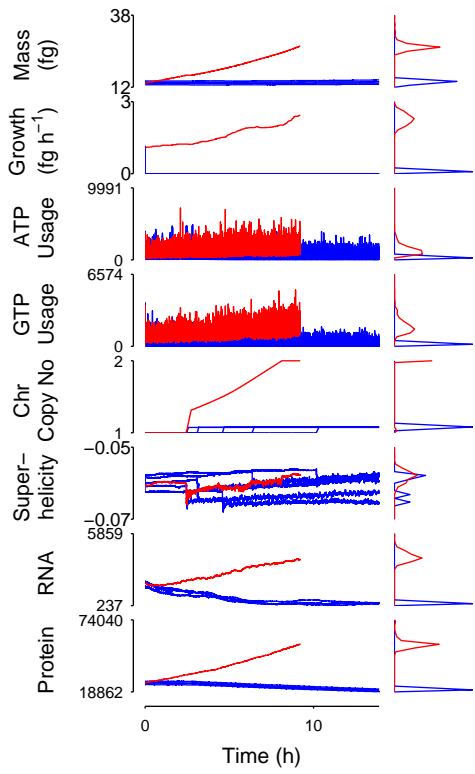 38
Mass
(fg)
12
3
Growth
(fg h⁻¹)
0
9991
ATP
Usage
0
6574
GTP
Usage
0
2
Chr
Copy No
1
−0.05
Super−
helicity
−0.07
5859
RNA
237
74040
Protein
18862
0 10
Time (h)